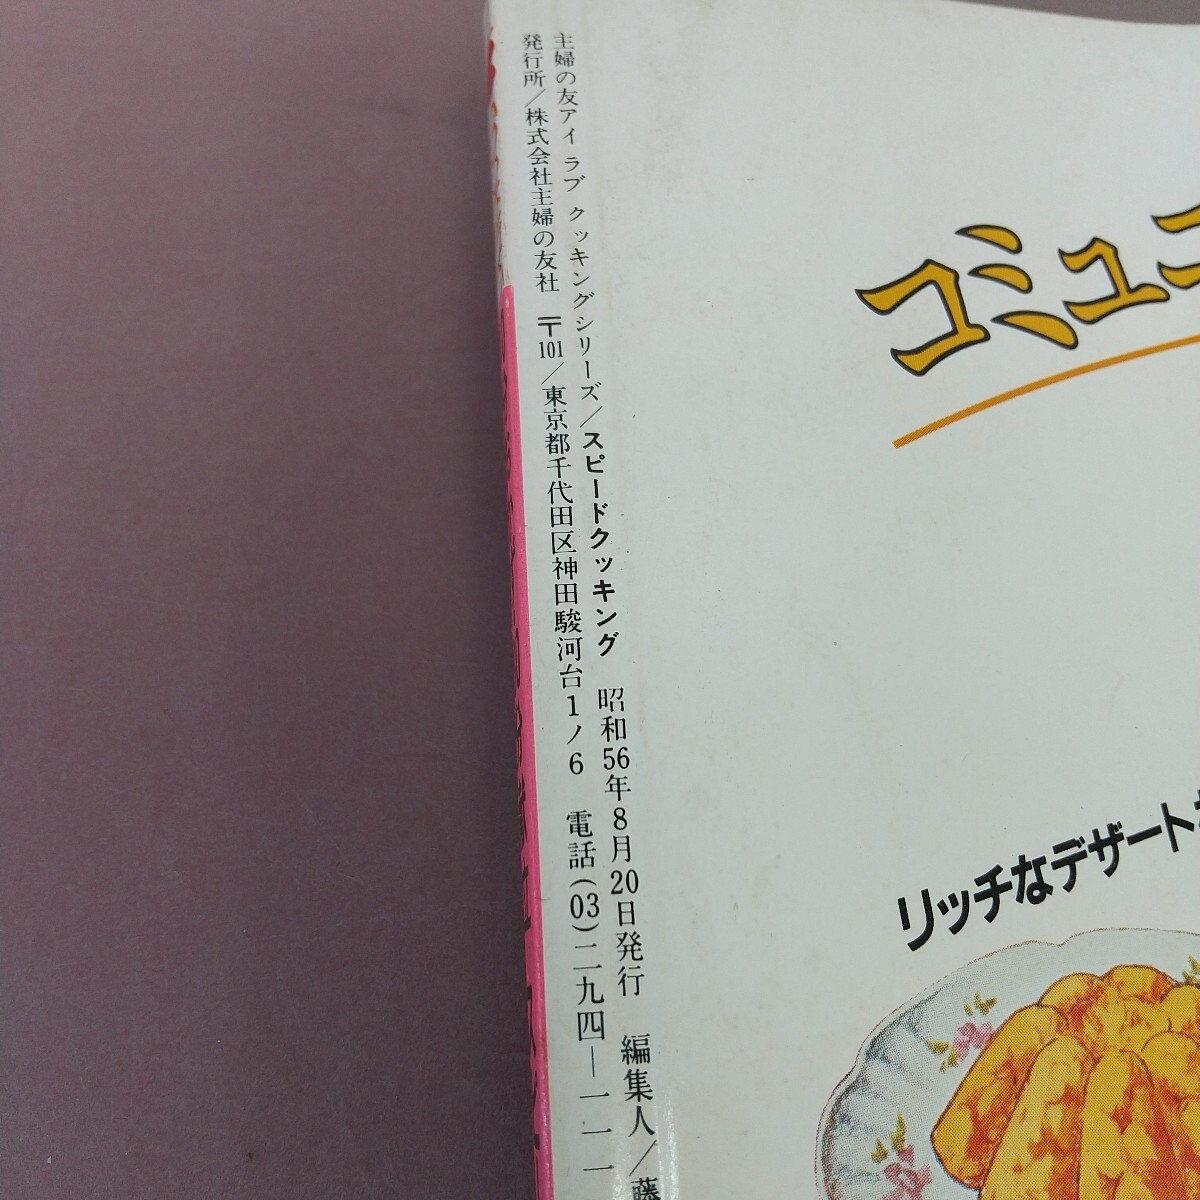 主婦の友アイ ラブ クッキングシリーズ/スピードクッキング 昭和56年8月20日発行 編集人/藤
発行所/株式会社主婦の友社 〒101/東京都千代田区神田駿河台1ノ6 電話(03)二九四―一一一
コミュニ
リッチなデザート